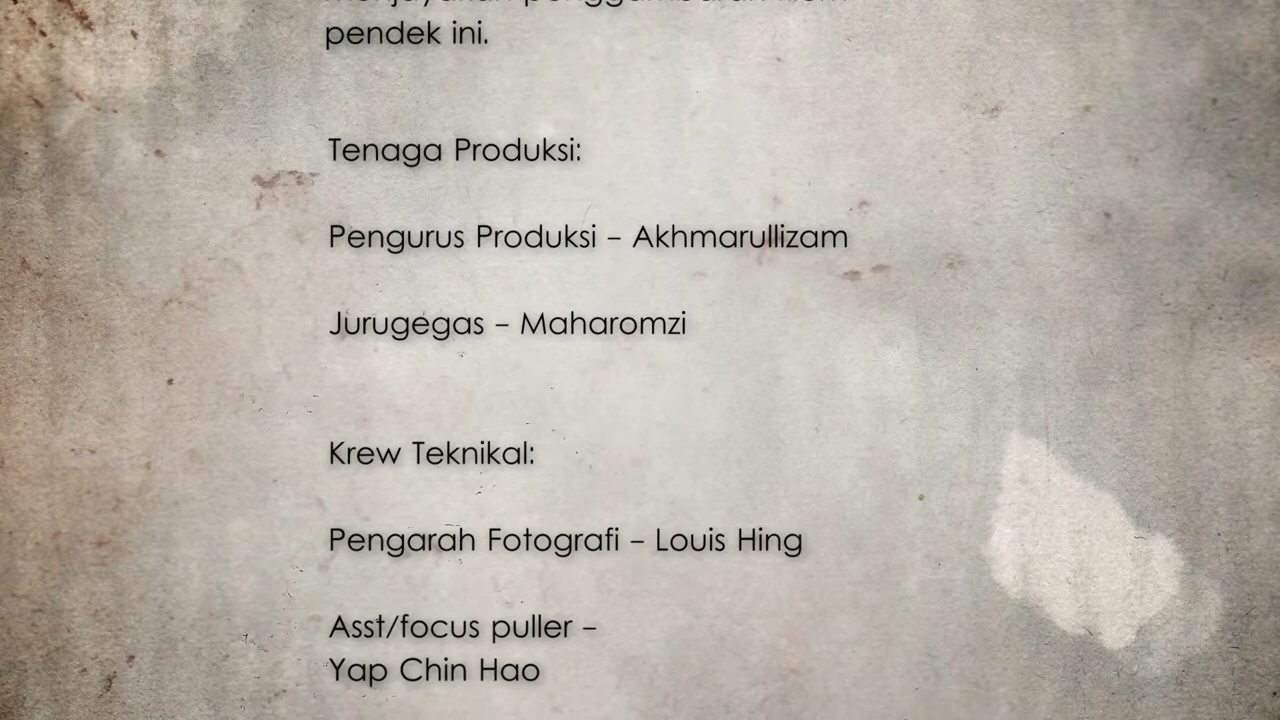 pendek ini.
Tenaga Produksi:
Pengurus Produksi – Akhmarullizam
Jurugegas – Maharomzi
Krew Teknikal:
Pengarah Fotografi – Louis Hing
Asst/focus puller –
Yap Chin Hao